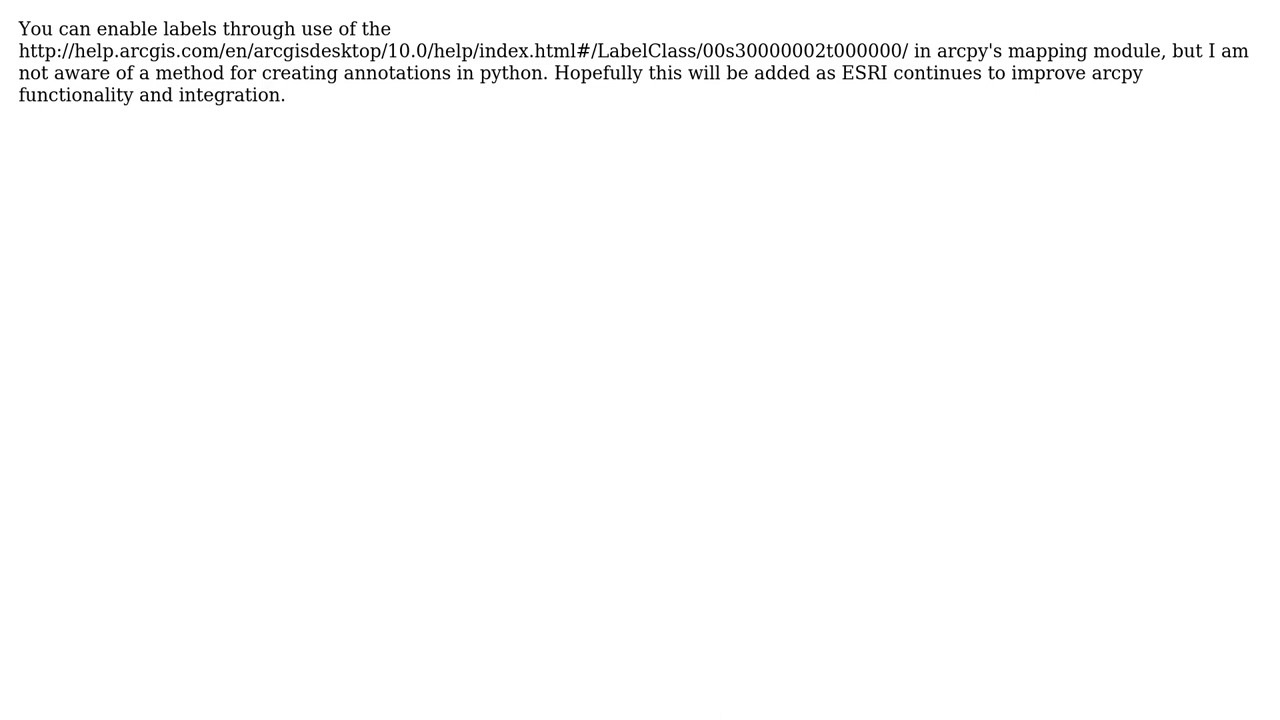 You can enable labels through use of the
http://help.arcgis.com/en/arcgisdesktop/10.0/help/index.html#/LabelClass/00s30000002t000000/ in arcpy's mapping module, but I am
not aware of a method for creating annotations in python. Hopefully this will be added as ESRI continues to improve arcpy
functionality and integration.